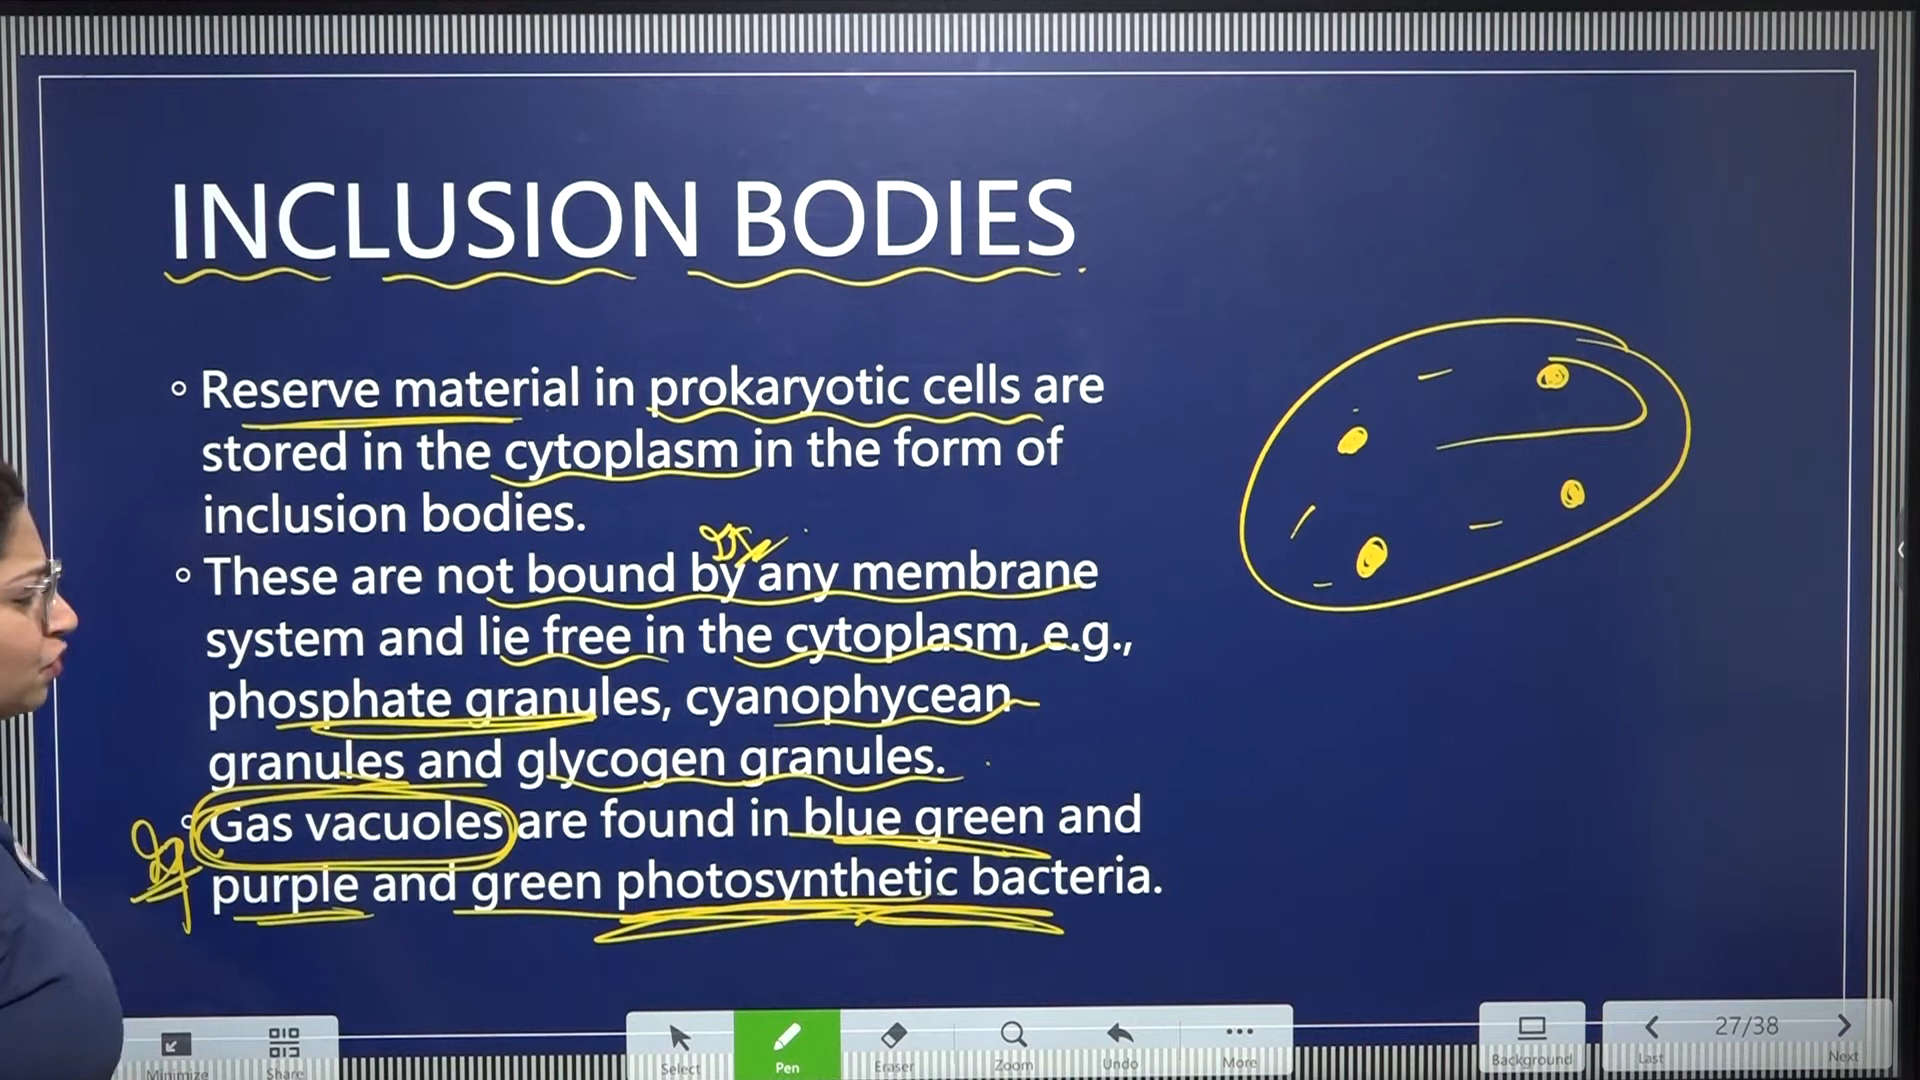 INCLUSION BODIES
Reserve material in prokaryotic cells are
stored in the cytoplasm in the form of
inclusion bodies.
These are not bound by any membrane
system and lie free in the cytoplasm, e.g.,
phosphate granules, cyanophycean
granules and glycogen granules.
Gas vacuoles are found in blue green and
purple and green photosynthetic bacteria.
Minimize
Share
Select
Pen
Eraser
Zoom
Undo
More
Background
Last
27/38
Next